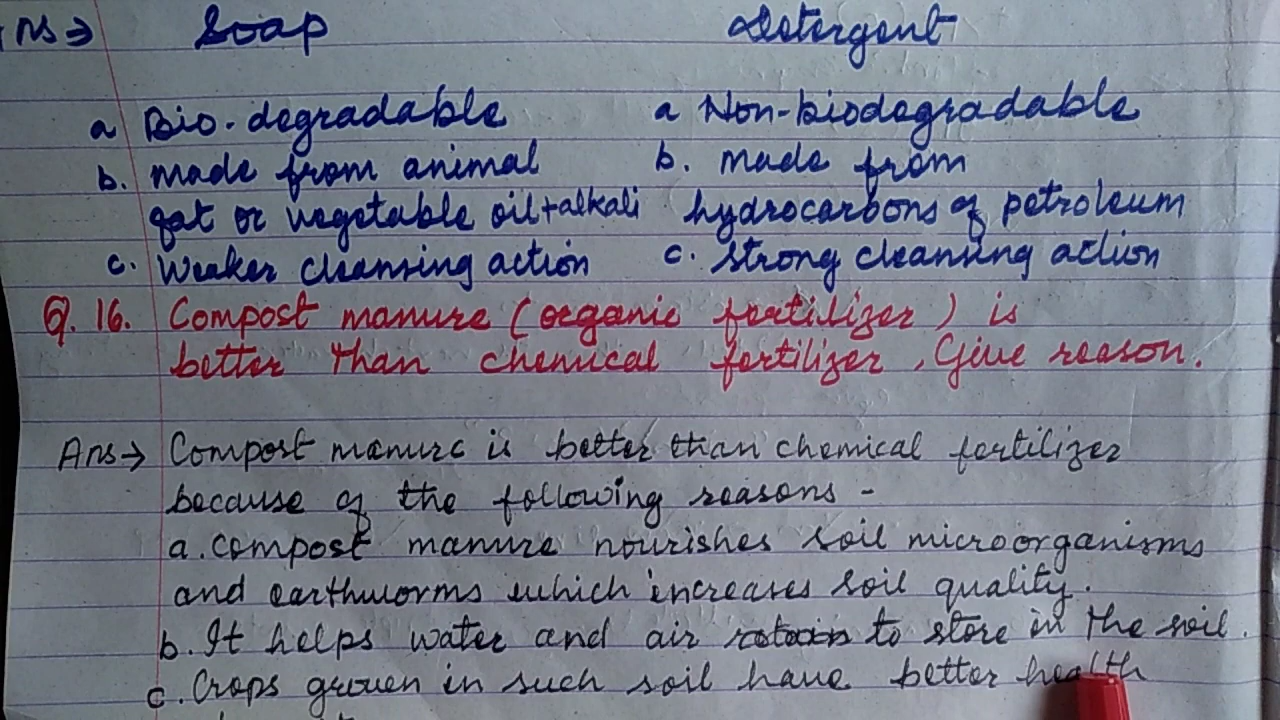 Ans→ Soap Detergent
a Bio-degradable a Non-biodegradable
b. made from animal b. made from
fat or vegetable oil+alkali hydrocarbons of petroleum
c. Weaker cleansing action c. Strong cleansing action
Q. 16. Compost manure (organic fertilizer) is
better than chemical fertilizer, Give reason.
Ans→ Compost manure is better than chemical fertilizer
because of the following reasons -
a. Compost manure nourishes soil microorganisms
and earthworms which increases soil quality.
b. It helps water and air retain to store in the soil.
c. Crops grown in such soil have better health